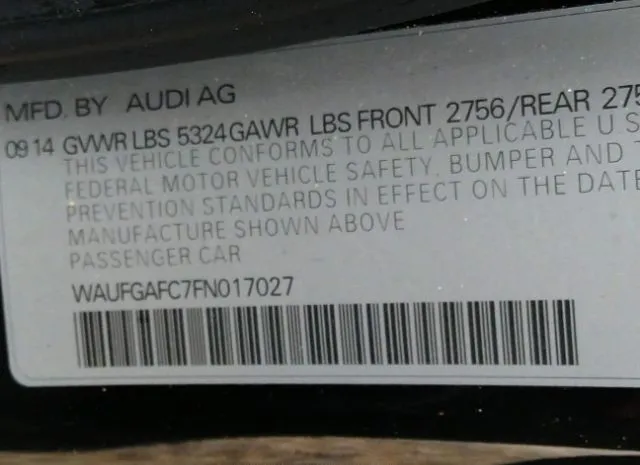 MFD. BY AUDI AG
09 14 GVWR LBS 5324 GAWR LBS FRONT 2756/REAR 275
THIS VEHICLE CONFORMS TO ALL APPLICABLE U S
FEDERAL MOTOR VEHICLE SAFETY, BUMPER AND T
PREVENTION STANDARDS IN EFFECT ON THE DATE
MANUFACTURE SHOWN ABOVE
PASSENGER CAR
WAUFGAFC7FN017027